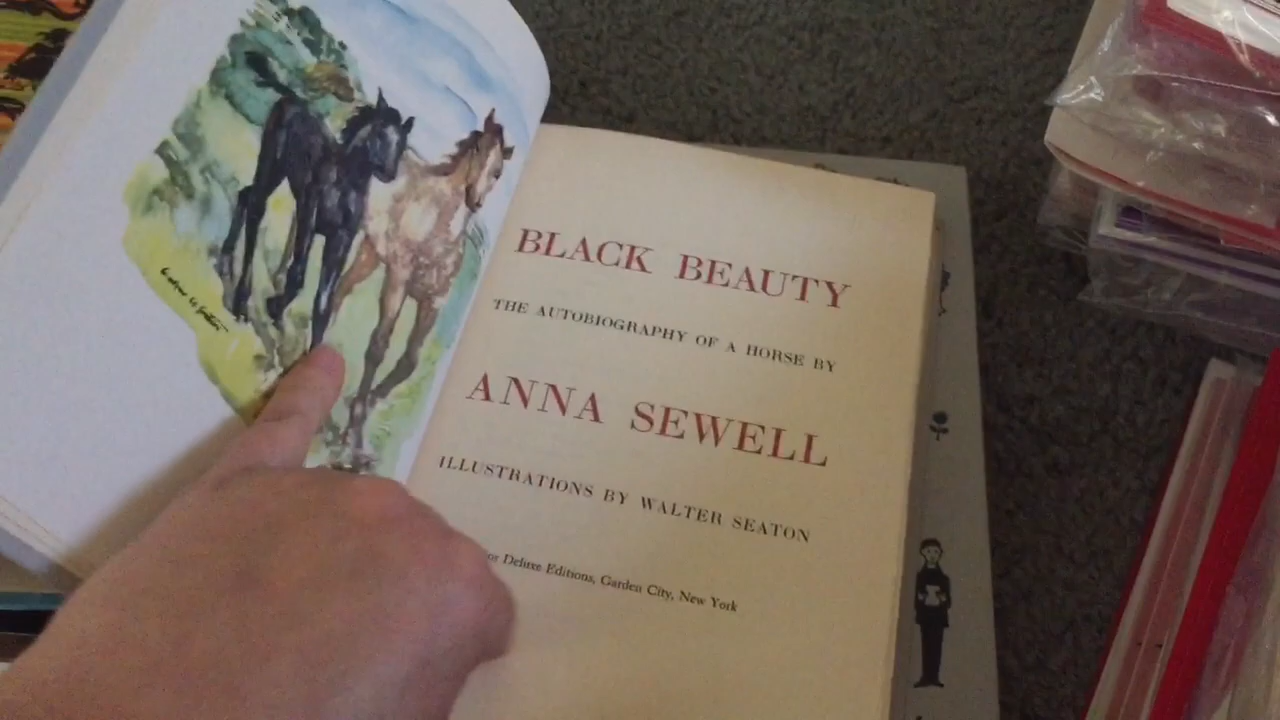 BLACK BEAUTY
THE AUTOBIOGRAPHY OF A HORSE BY
ANNA SEWELL
ILLUSTRATIONS BY WALTER SEATON
Deluxe Editions, Garden City, New York